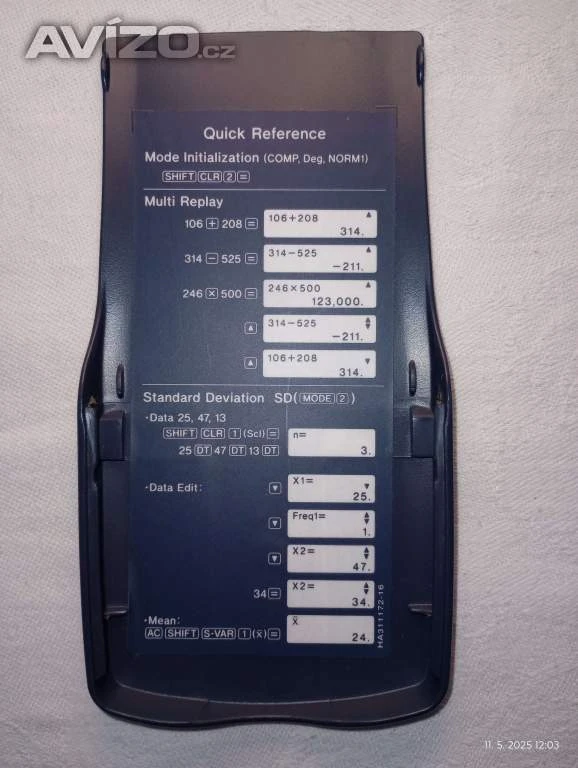 AVÍZO.cz
Quick Reference
Mode Initialization (COMP, Deg, NORM1)
SHIFT CLR 2 =
Multi Replay
106 + 208 = 106+208 ▲
314.
314 − 525 = 314−525 ▲
−211.
246 × 500 = 246×500 ▲
123,000.
▲ 314−525 ▲▼
−211.
▲ 106+208 ▼
314.
Standard Deviation SD( MODE 2 )
·Data 25, 47, 13
SHIFT CLR 1 (Scl) = n=
25 DT 47 DT 13 DT 3.
·Data Edit: ▼ X1= ▼
25.
▼ Freq1= ▲▼
1.
▼ X2= ▲▼
47.
34 = X2= ▲▼
34.
·Mean: x̄
AC SHIFT S-VAR 1 (x̄) = 24.
HA311172-16
11. 5. 2025 12:03